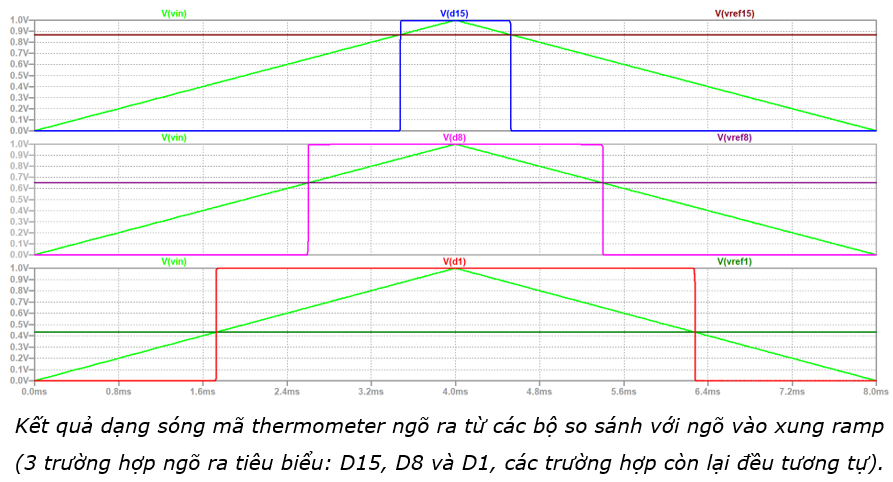 V(vin) V(d15) V(vref15)
1.0V
0.9V
0.8V
0.7V
0.6V
0.5V
0.4V
0.3V
0.2V
0.1V
0.0V
V(vin) V(d8) V(vref8)
1.0V
0.9V
0.8V
0.7V
0.6V
0.5V
0.4V
0.3V
0.2V
0.1V
0.0V
V(vin) V(d1) V(vref1)
1.0V
0.9V
0.8V
0.7V
0.6V
0.5V
0.4V
0.3V
0.2V
0.1V
0.0V
0.0ms 0.8ms 1.6ms 2.4ms 3.2ms 4.0ms 4.8ms 5.6ms 6.4ms 7.2ms 8.0ms
Kết quả dạng sóng mã thermometer ngõ ra từ các bộ so sánh với ngõ vào xung ramp
(3 trường hợp ngõ ra tiêu biểu: D15, D8 và D1, các trường hợp còn lại đều tương tự).